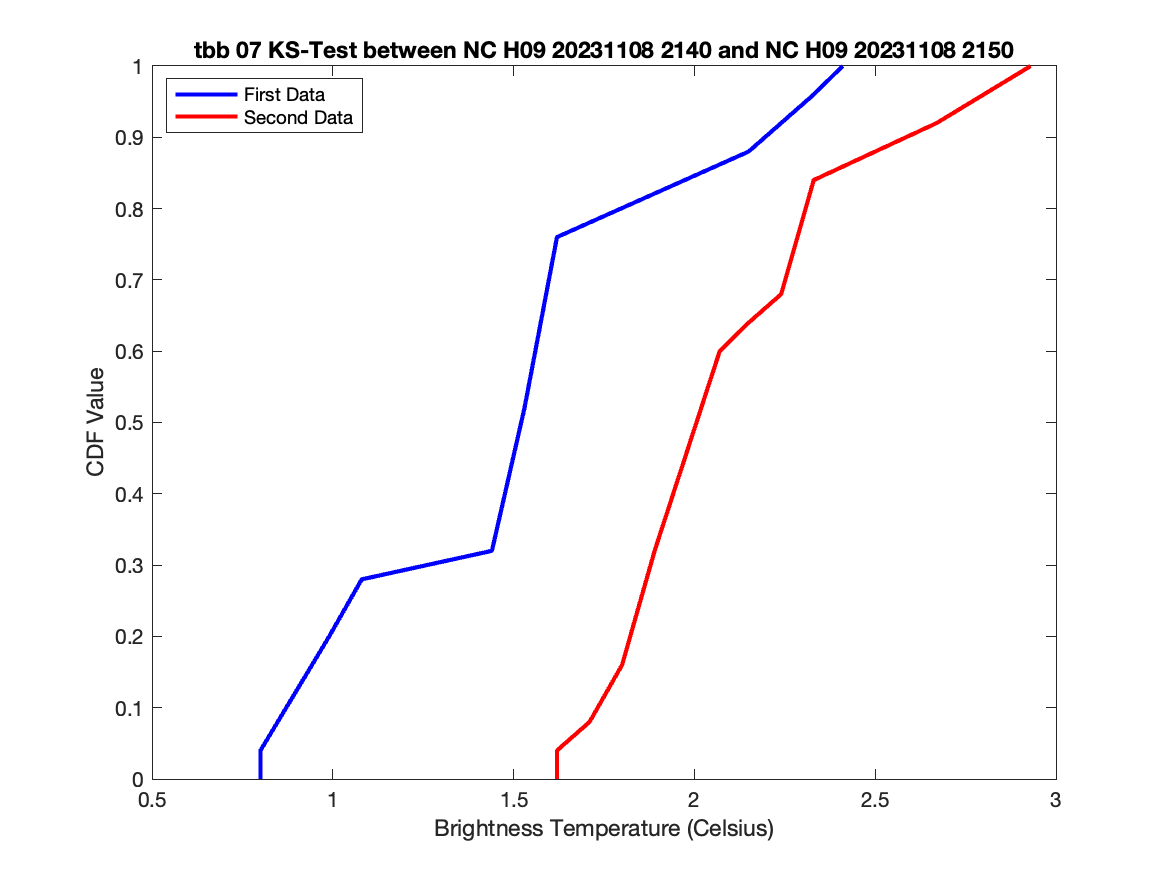 tbb 07 KS-Test between NC H09 20231108 2140 and NC H09 20231108 2150
First Data
Second Data
1
0.9
0.8
0.7
0.6
0.5
0.4
0.3
0.2
0.1
0
CDF Value
0.5 1 1.5 2 2.5 3
Brightness Temperature (Celsius)